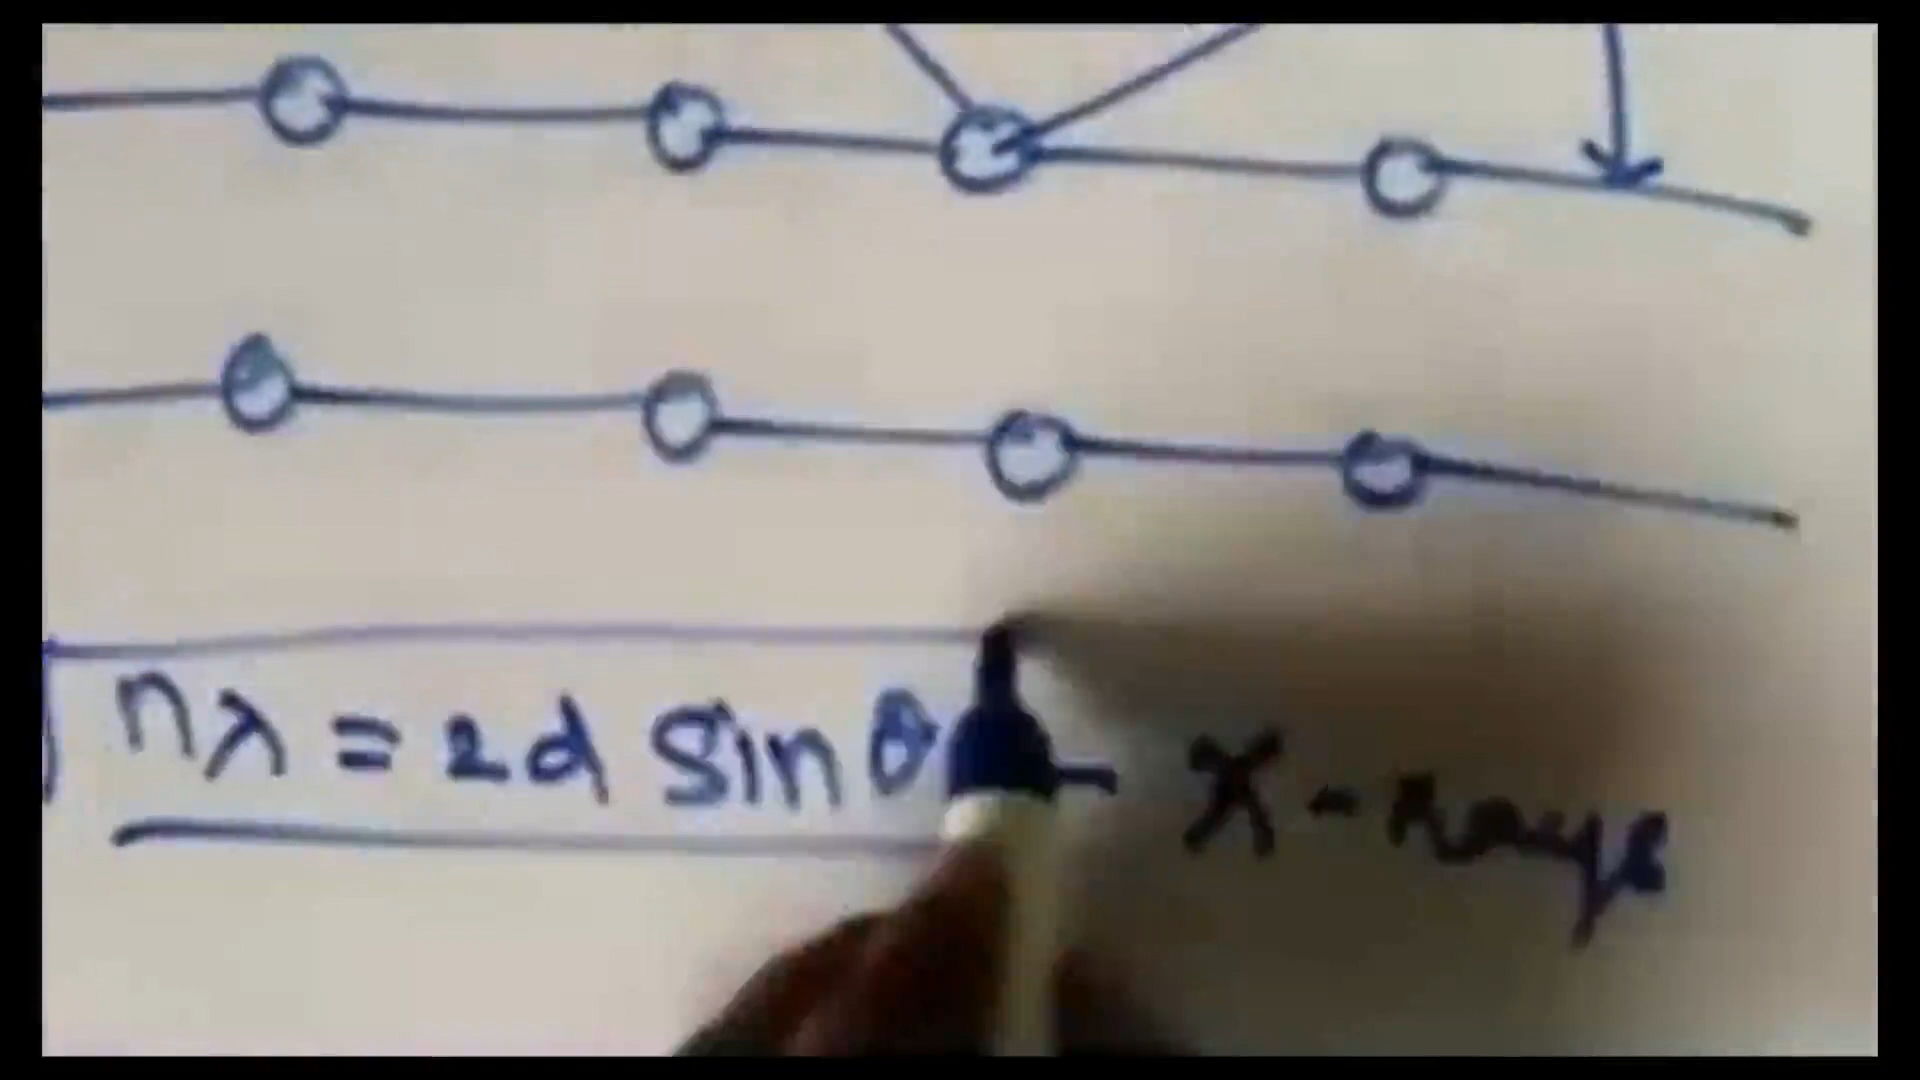 nλ = 2d sinθ - X-rays